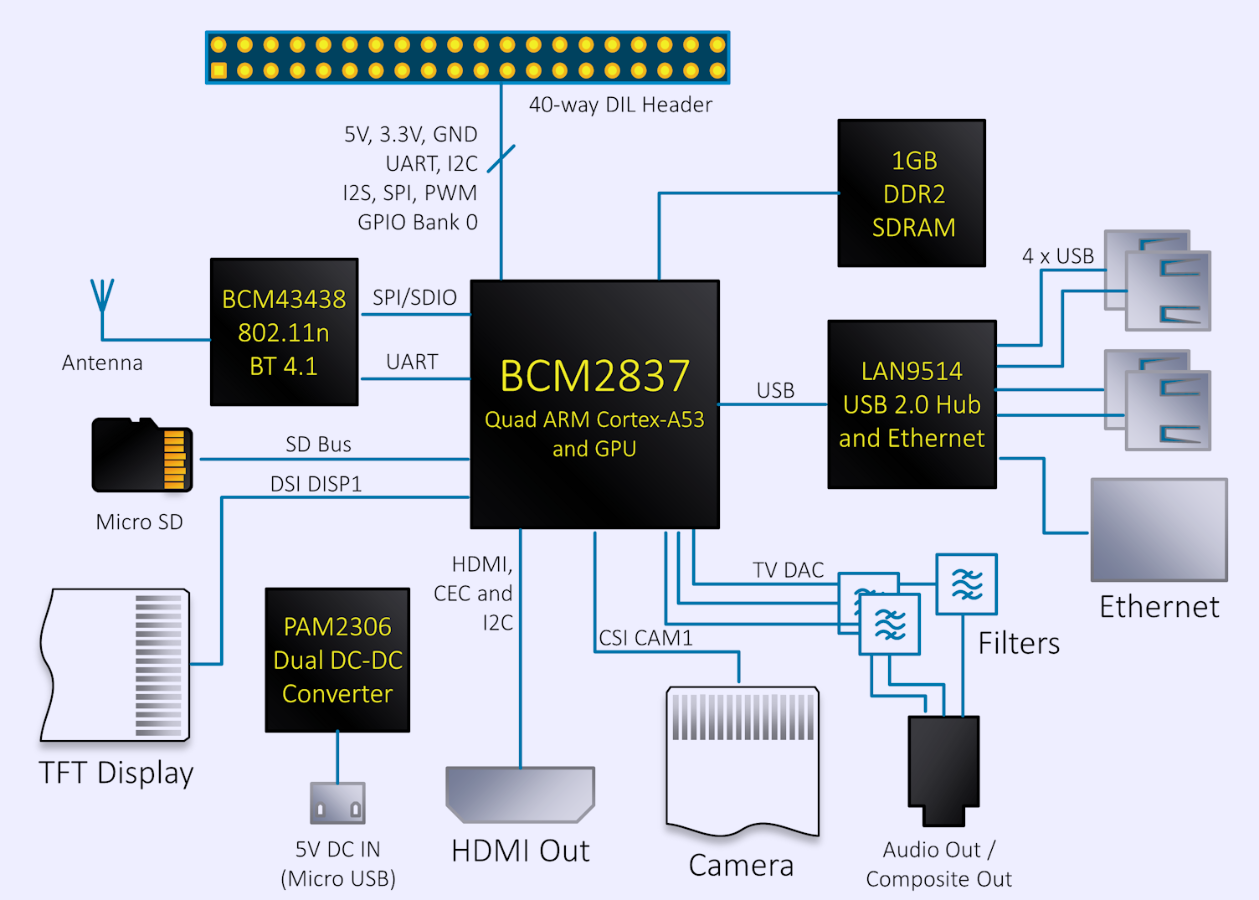 40-way DIL Header
5V, 3.3V, GND
UART, I2C
I2S, SPI, PWM
GPIO Bank 0
1GB
DDR2
SDRAM
4 x USB
BCM43438
802.11n
BT 4.1
SPI/SDIO
UART
Antenna
BCM2837
Quad ARM Cortex-A53
and GPU
USB
LAN9514
USB 2.0 Hub
and Ethernet
SD Bus
DSI DISP1
Micro SD
HDMI,
CEC and
I2C
TV DAC
CSI CAM1
Filters
Ethernet
PAM2306
Dual DC-DC
Converter
TFT Display
5V DC IN
(Micro USB)
HDMI Out
Camera
Audio Out /
Composite Out